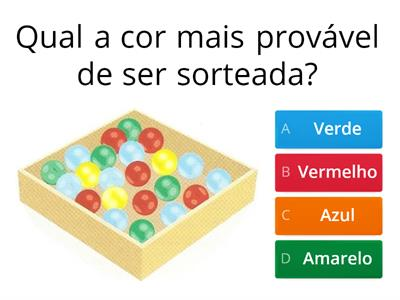 Qual a cor mais provável
de ser sorteada?
A Verde
B Vermelho
C Azul
D Amarelo